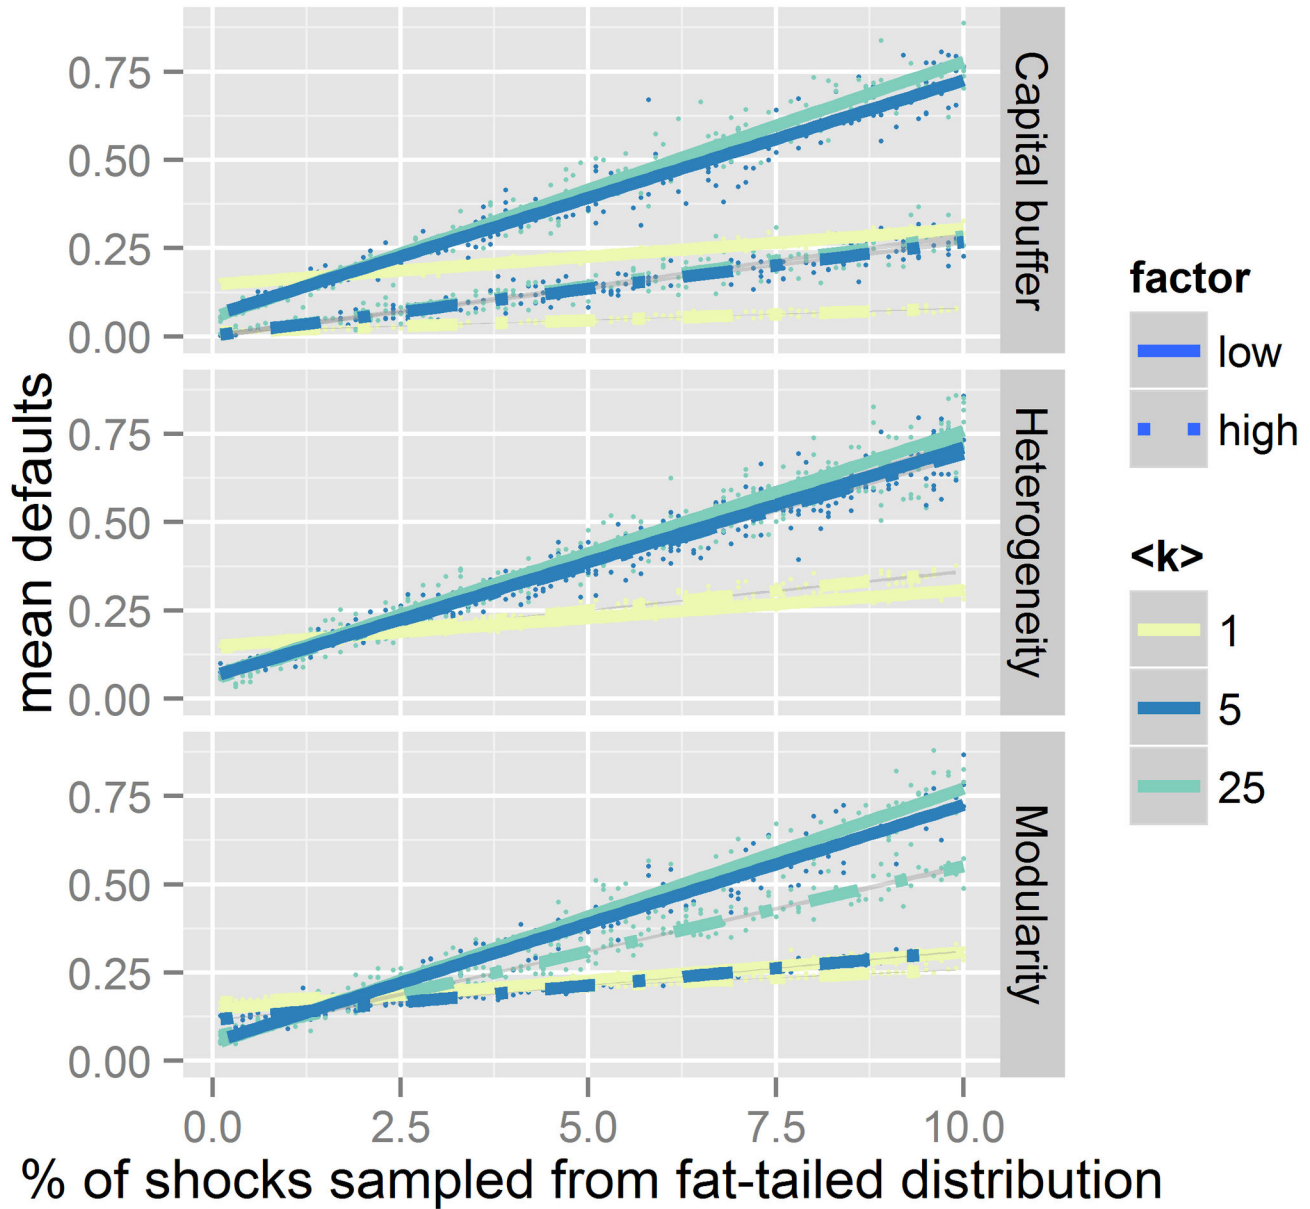 mean defaults
0.75
0.50
0.25
0.00
Capital buffer
0.75
0.50
0.25
0.00
Heterogeneity
0.75
0.50
0.25
0.00
Modularity
0.0 2.5 5.0 7.5 10.0
% of shocks sampled from fat-tailed distribution
factor
low
high
<k>
1
5
25